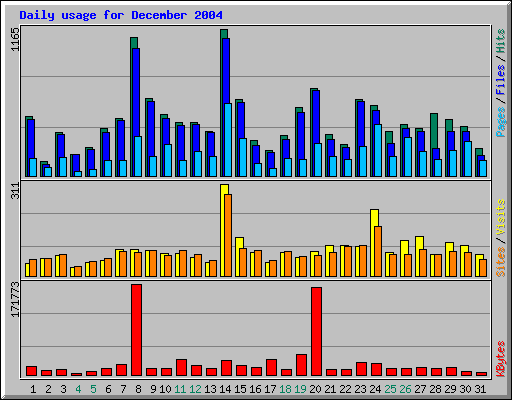 Daily usage for December 2004
1165
Pages / Files / Hits
311
Sites / Visits
171773
KBytes
1 2 3 4 5 6 7 8 9 10 11 12 13 14 15 16 17 18 19 20 21 22 23 24 25 26 27 28 29 30 31